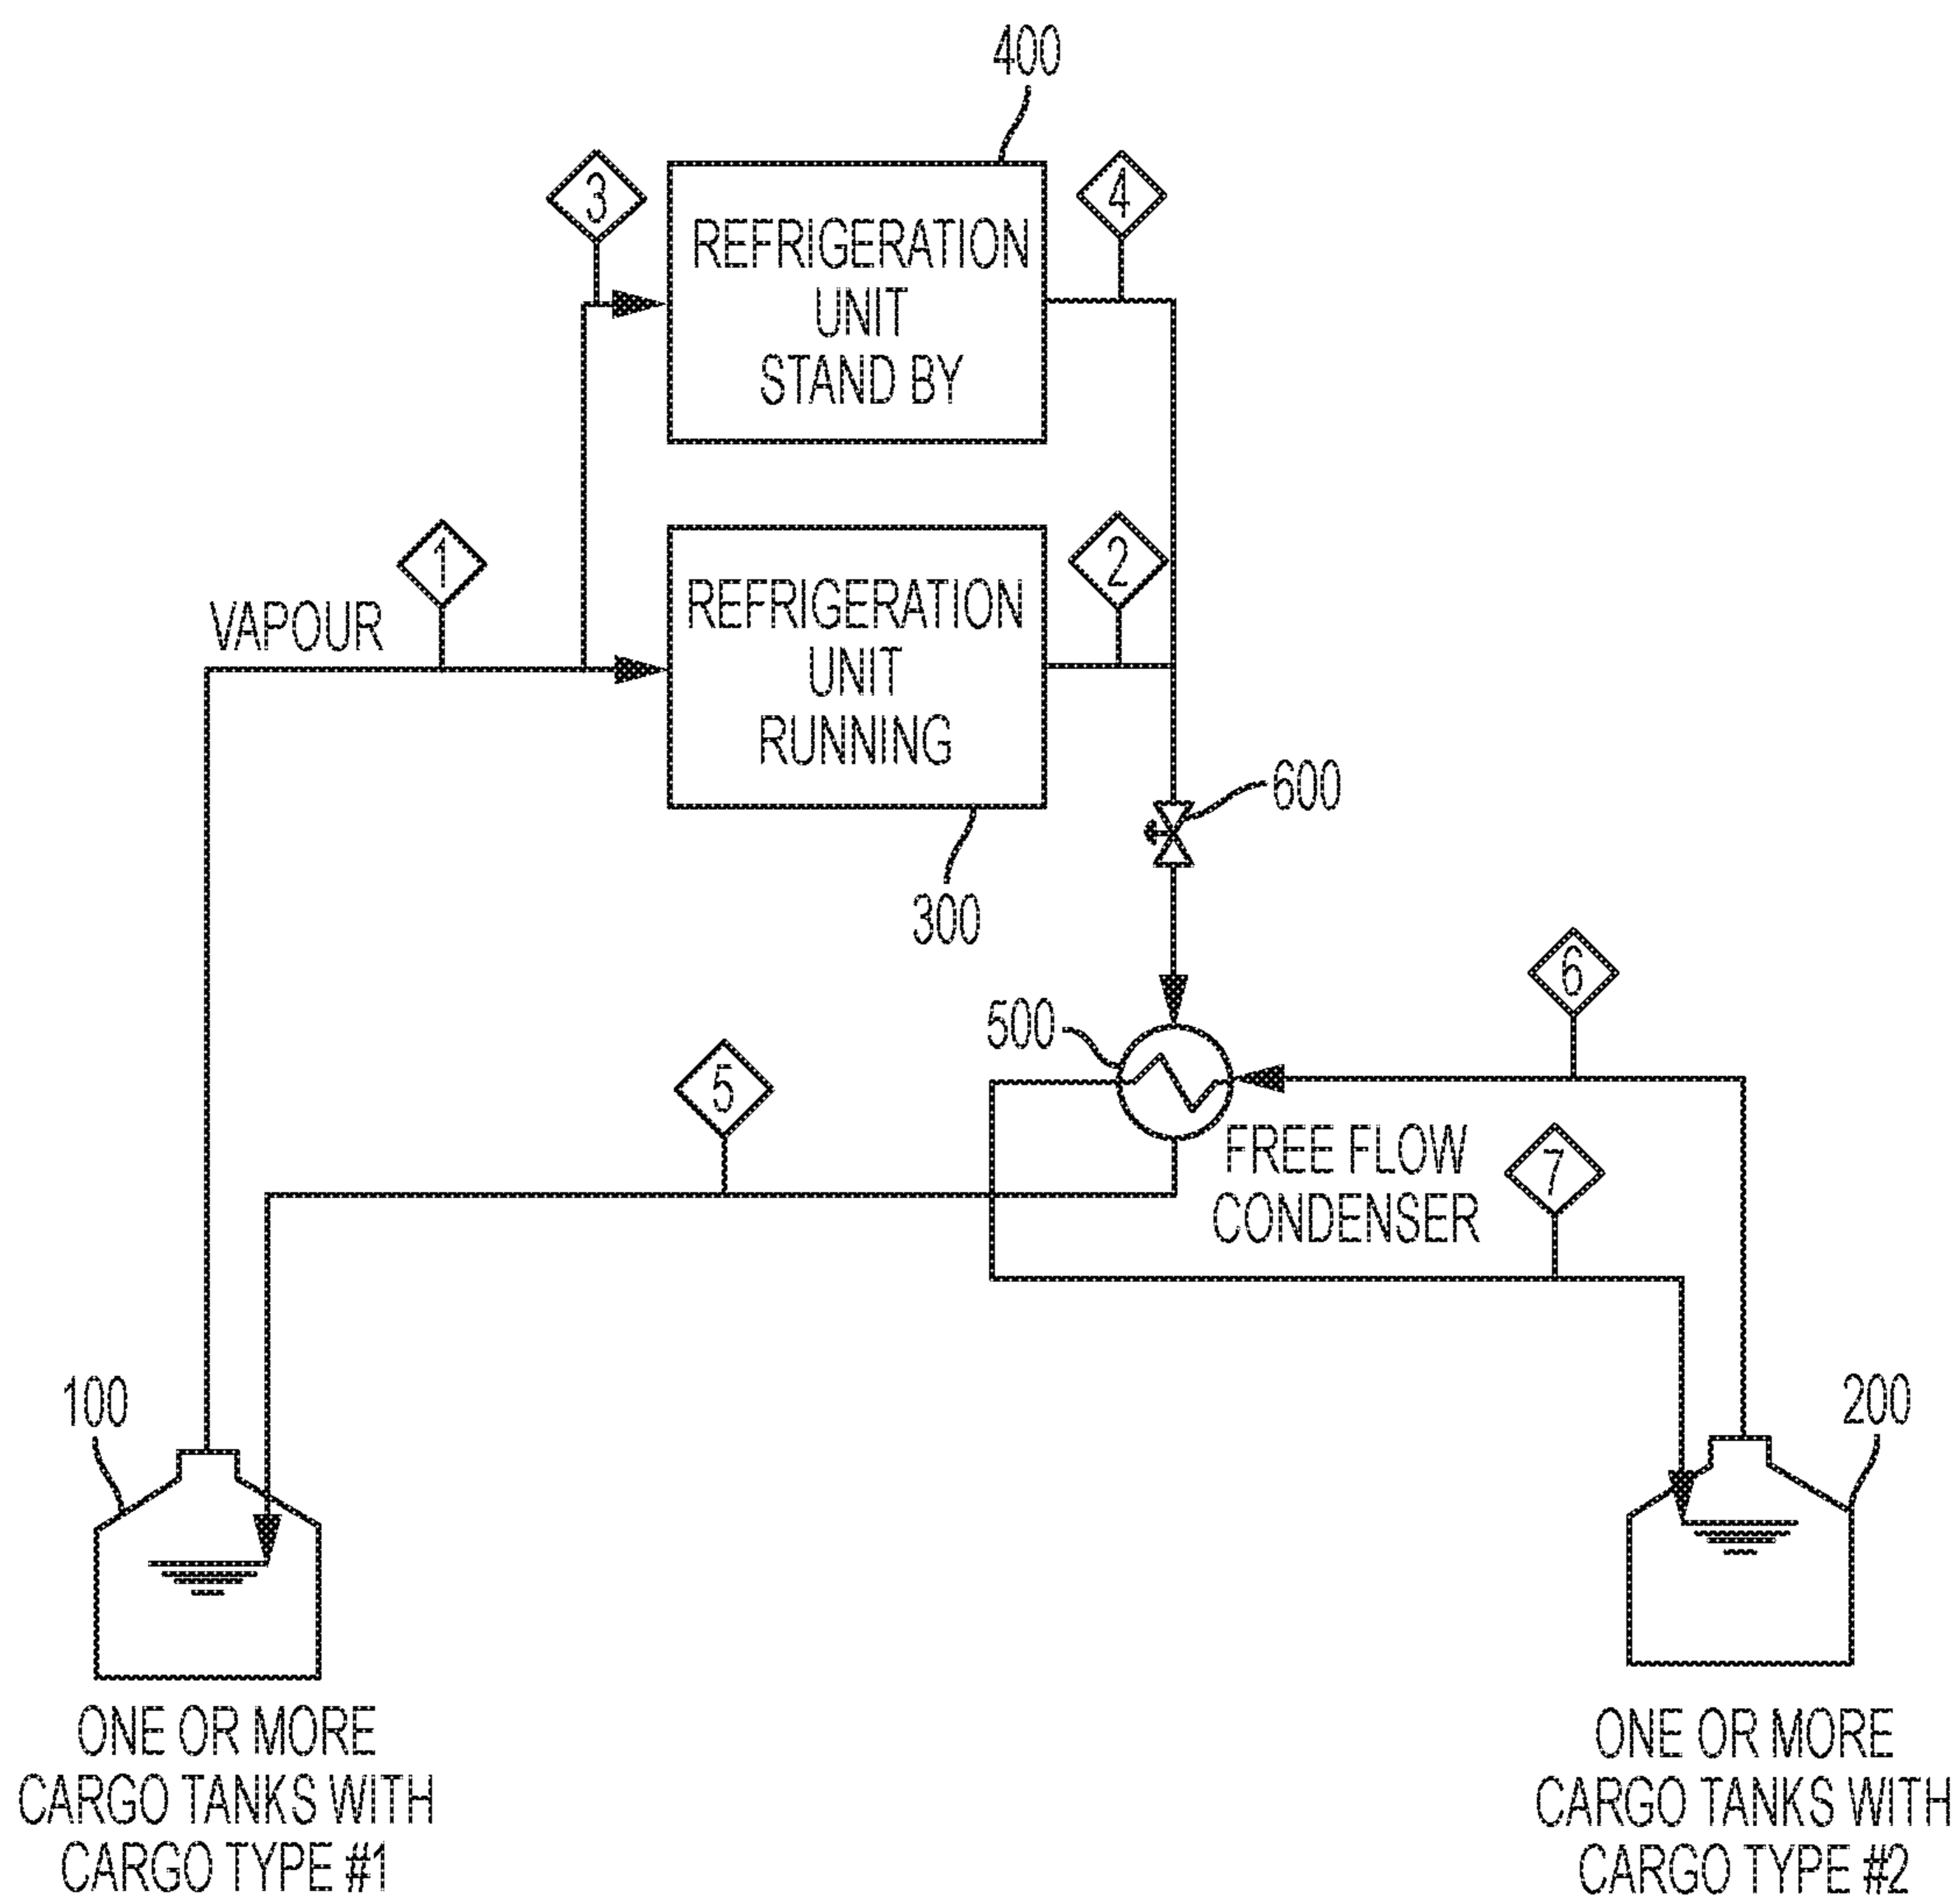 400
3
4
REFRIGERATION
UNIT
STAND BY
1
2
VAPOUR
REFRIGERATION
UNIT
RUNNING
600
300
6
500
5
FREE FLOW
CONDENSER
7
100
200
ONE OR MORE
CARGO TANKS WITH
CARGO TYPE #1
ONE OR MORE
CARGO TANKS WITH
CARGO TYPE #2